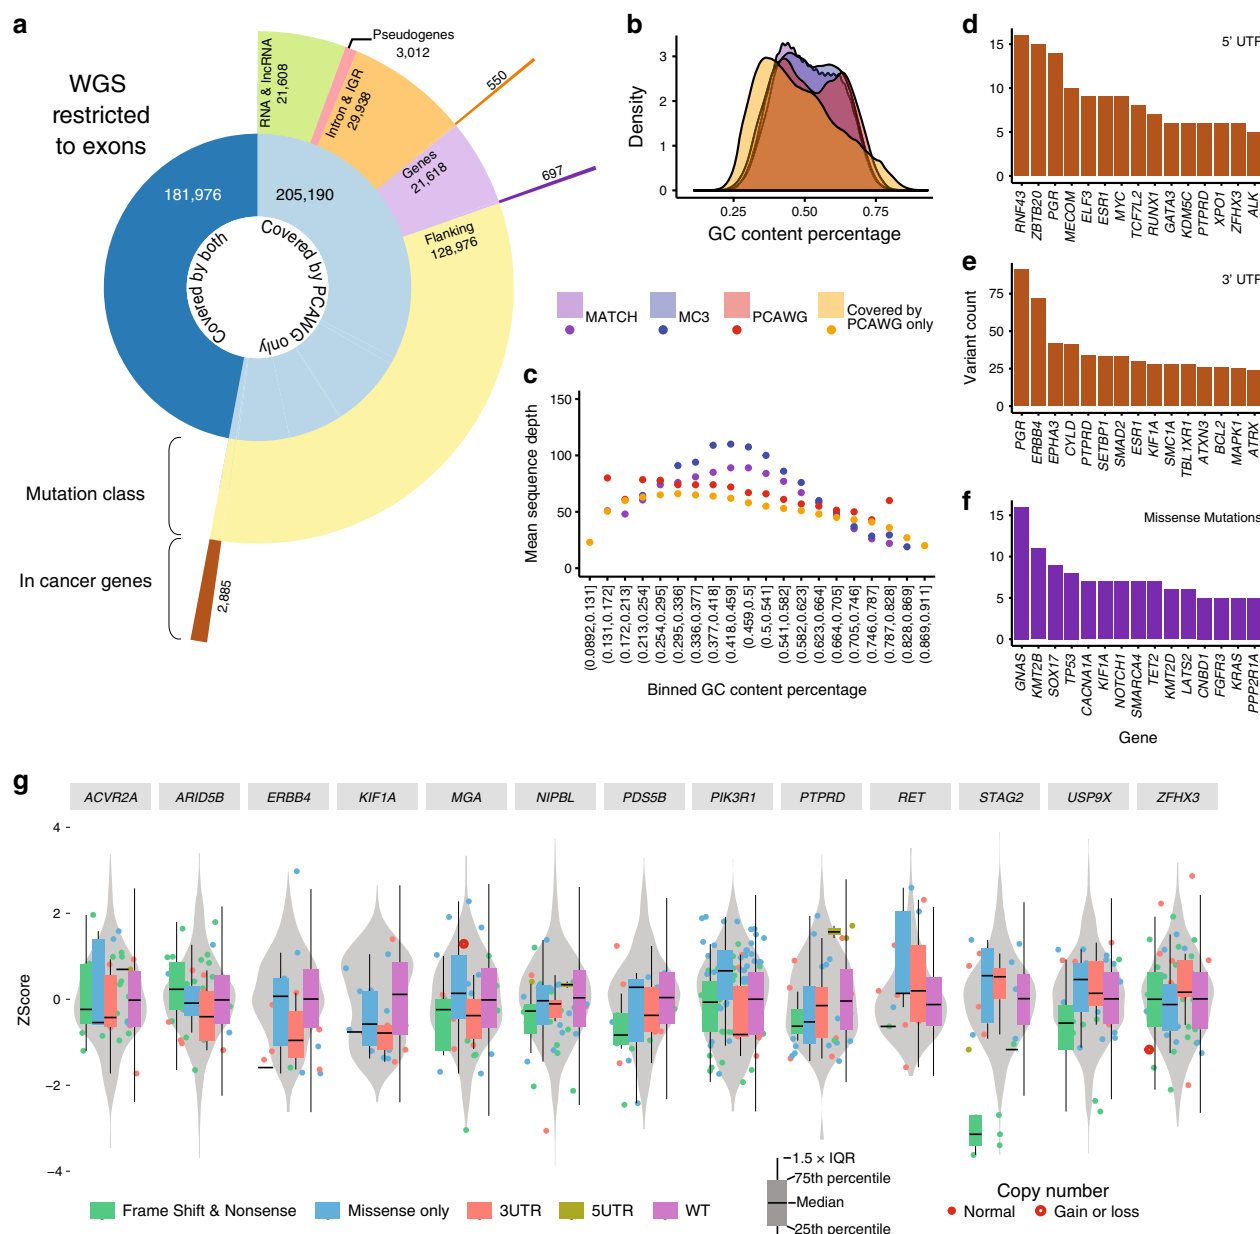 a
WGS
restricted
to exons
RNA & lncRNA
21,608
Pseudogenes
3,012
Intron & IGR
29,938
550
Genes
21,618
697
Flanking
128,976
181,976
205,190
Covered by both
Covered by PCAWG only
Mutation class
In cancer genes
2,885
b
Density
3
2
1
0
0.25
0.50
0.75
GC content percentage
MATCH
MC3
PCAWG
Covered by
PCAWG only
c
Mean sequence depth
150
100
50
0
(0.0892,0.131]
(0.131,0.172]
(0.172,0.213]
(0.213,0.254]
(0.254,0.295]
(0.295,0.336]
(0.336,0.377]
(0.377,0.418]
(0.418,0.459]
(0.459,0.5]
(0.5,0.541]
(0.541,0.582]
(0.582,0.623]
(0.623,0.664]
(0.664,0.705]
(0.705,0.746]
(0.746,0.787]
(0.787,0.828]
(0.828,0.869]
(0.869,0.911]
Binned GC content percentage
d
5' UTF
15
10
5
0
RNF43
ZBTB20
PGR
MECOM
ELF3
ESR1
MYC
TCF7L2
RUNX1
GATA3
KDM5C
PTPRD
XPO1
ZFHX3
ALK
e
3' UTF
Variant count
75
50
25
0
PGR
ERBB4
EPHA3
CYLD
PTPRD
SETBP1
SMAD2
ESR1
KIF1A
SMC1A
TBL1XR1
ATXN3
BCL2
MAPK1
ATRX
f
Missense Mutations
15
10
5
0
GNAS
KMT2B
SOX17
TP53
CACNA1A
KIF1A
NOTCH1
SMARCA4
TET2
KMT2D
LATS2
CNBD1
FGFR3
KRAS
PPP2R1A
Gene
g
ACVR2A
ARID5B
ERBB4
KIF1A
MGA
NIPBL
PDS5B
PIK3R1
PTPRD
RET
STAG2
USP9X
ZFHX3
ZScore
4
2
0
−2
−4
Frame Shift & Nonsense
Missense only
3UTR
5UTR
WT
1.5 × IQR
75th percentile
Median
25th percentile
Copy number
Normal
Gain or loss